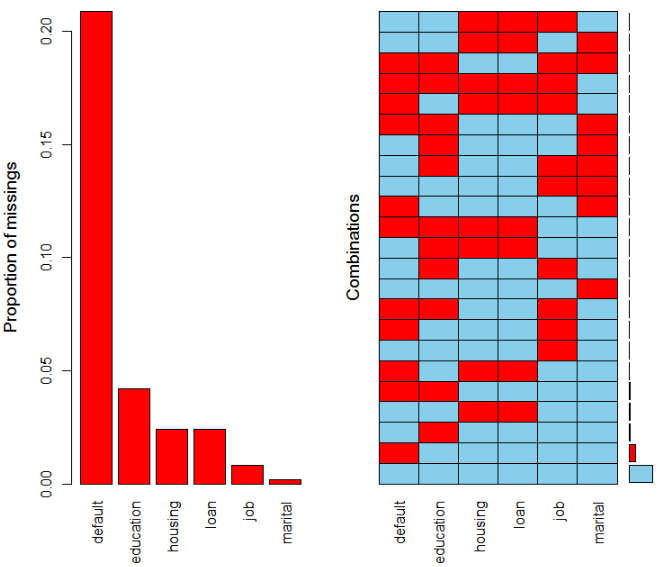 Proportion of missings
0.20
0.15
0.10
0.05
0.00
default
education
housing
loan
job
marital
Combinations
default
education
housing
loan
job
marital